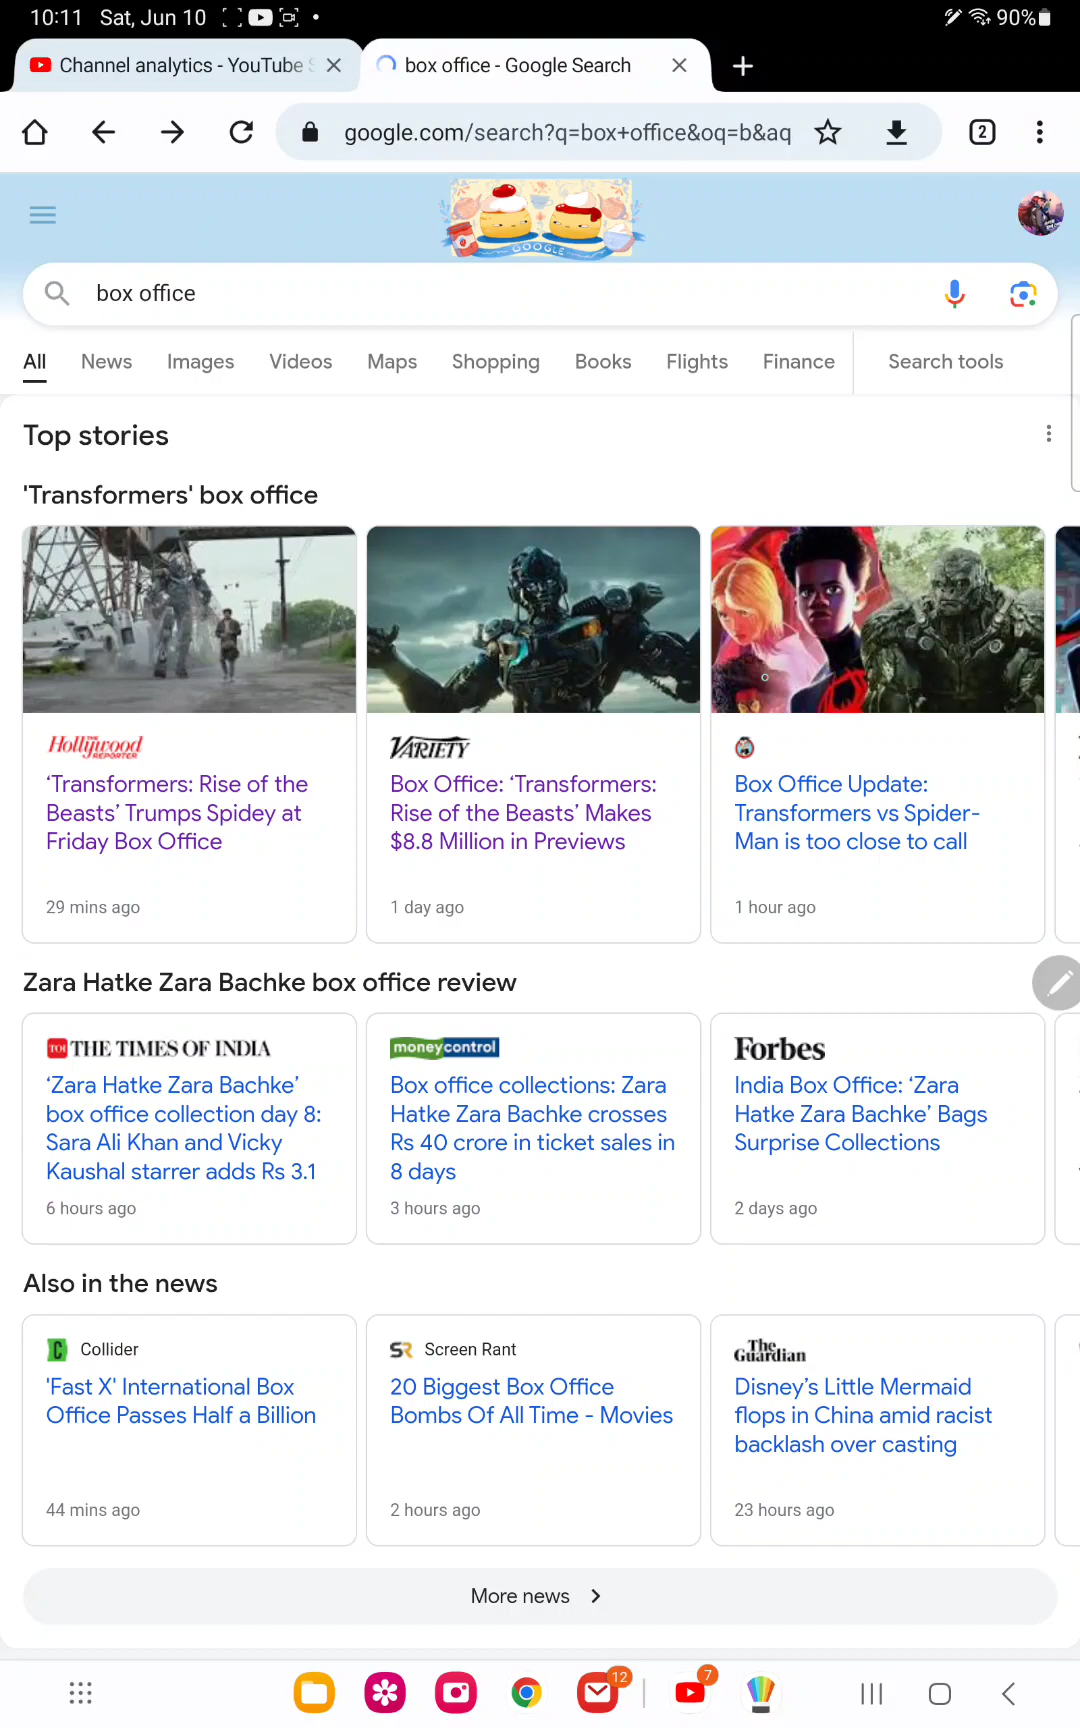 10:11 Sat, Jun 10
90%
Channel analytics - YouTube S
box office - Google Search
google.com/search?q=box+office&oq=b&aq
2
GOOGLE
box office
All News Images Videos Maps Shopping Books Flights Finance Search tools
Top stories
'Transformers' box office
The Hollywood Reporter
‘Transformers: Rise of the
Beasts’ Trumps Spidey at
Friday Box Office
29 mins ago
VARIETY
Box Office: ‘Transformers:
Rise of the Beasts’ Makes
$8.8 Million in Previews
1 day ago
Box Office Update:
Transformers vs Spider-
Man is too close to call
1 hour ago
Zara Hatke Zara Bachke box office review
TOI THE TIMES OF INDIA
‘Zara Hatke Zara Bachke’
box office collection day 8:
Sara Ali Khan and Vicky
Kaushal starrer adds Rs 3.1
6 hours ago
moneycontrol
Box office collections: Zara
Hatke Zara Bachke crosses
Rs 40 crore in ticket sales in
8 days
3 hours ago
Forbes
India Box Office: ‘Zara
Hatke Zara Bachke’ Bags
Surprise Collections
2 days ago
Also in the news
Collider
'Fast X' International Box
Office Passes Half a Billion
44 mins ago
SR Screen Rant
20 Biggest Box Office
Bombs Of All Time - Movies
2 hours ago
The
Guardian
Disney’s Little Mermaid
flops in China amid racist
backlash over casting
23 hours ago
More news
12
7